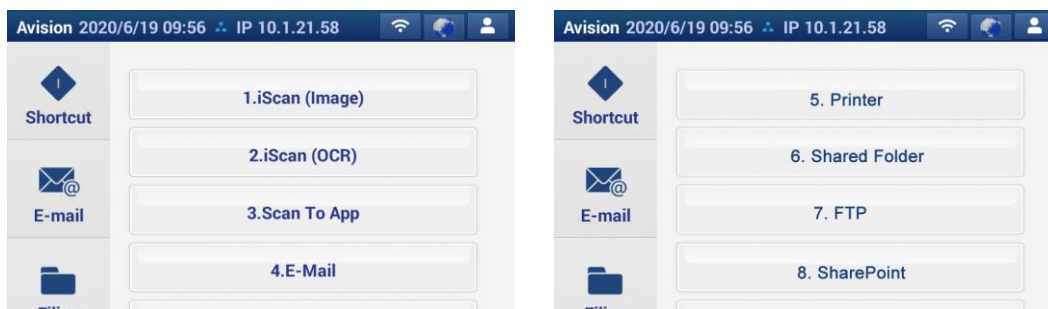 Avision 2020/6/19 09:56 IP 10.1.21.58
Shortcut
E-mail
1.iScan (Image)
2.iScan (OCR)
3.Scan To App
4.E-Mail
Avision 2020/6/19 09:56 IP 10.1.21.58
Shortcut
E-mail
5. Printer
6. Shared Folder
7. FTP
8. SharePoint